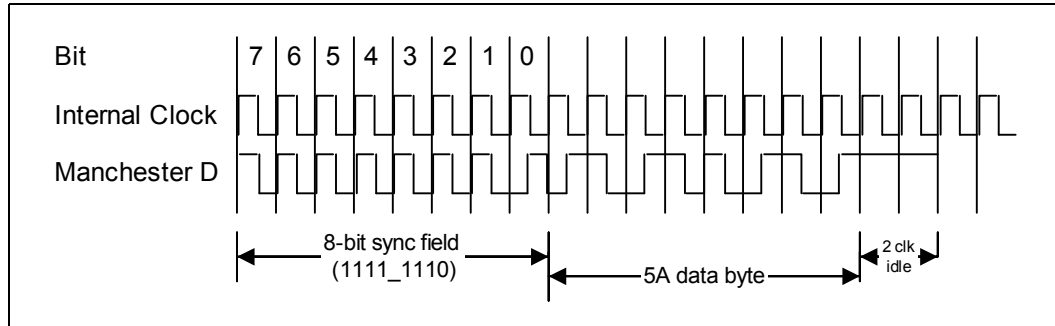 Bit 7 6 5 4 3 2 1 0
Internal Clock
Manchester D
8-bit sync field
(1111_1110)
5A data byte
2 clk
idle